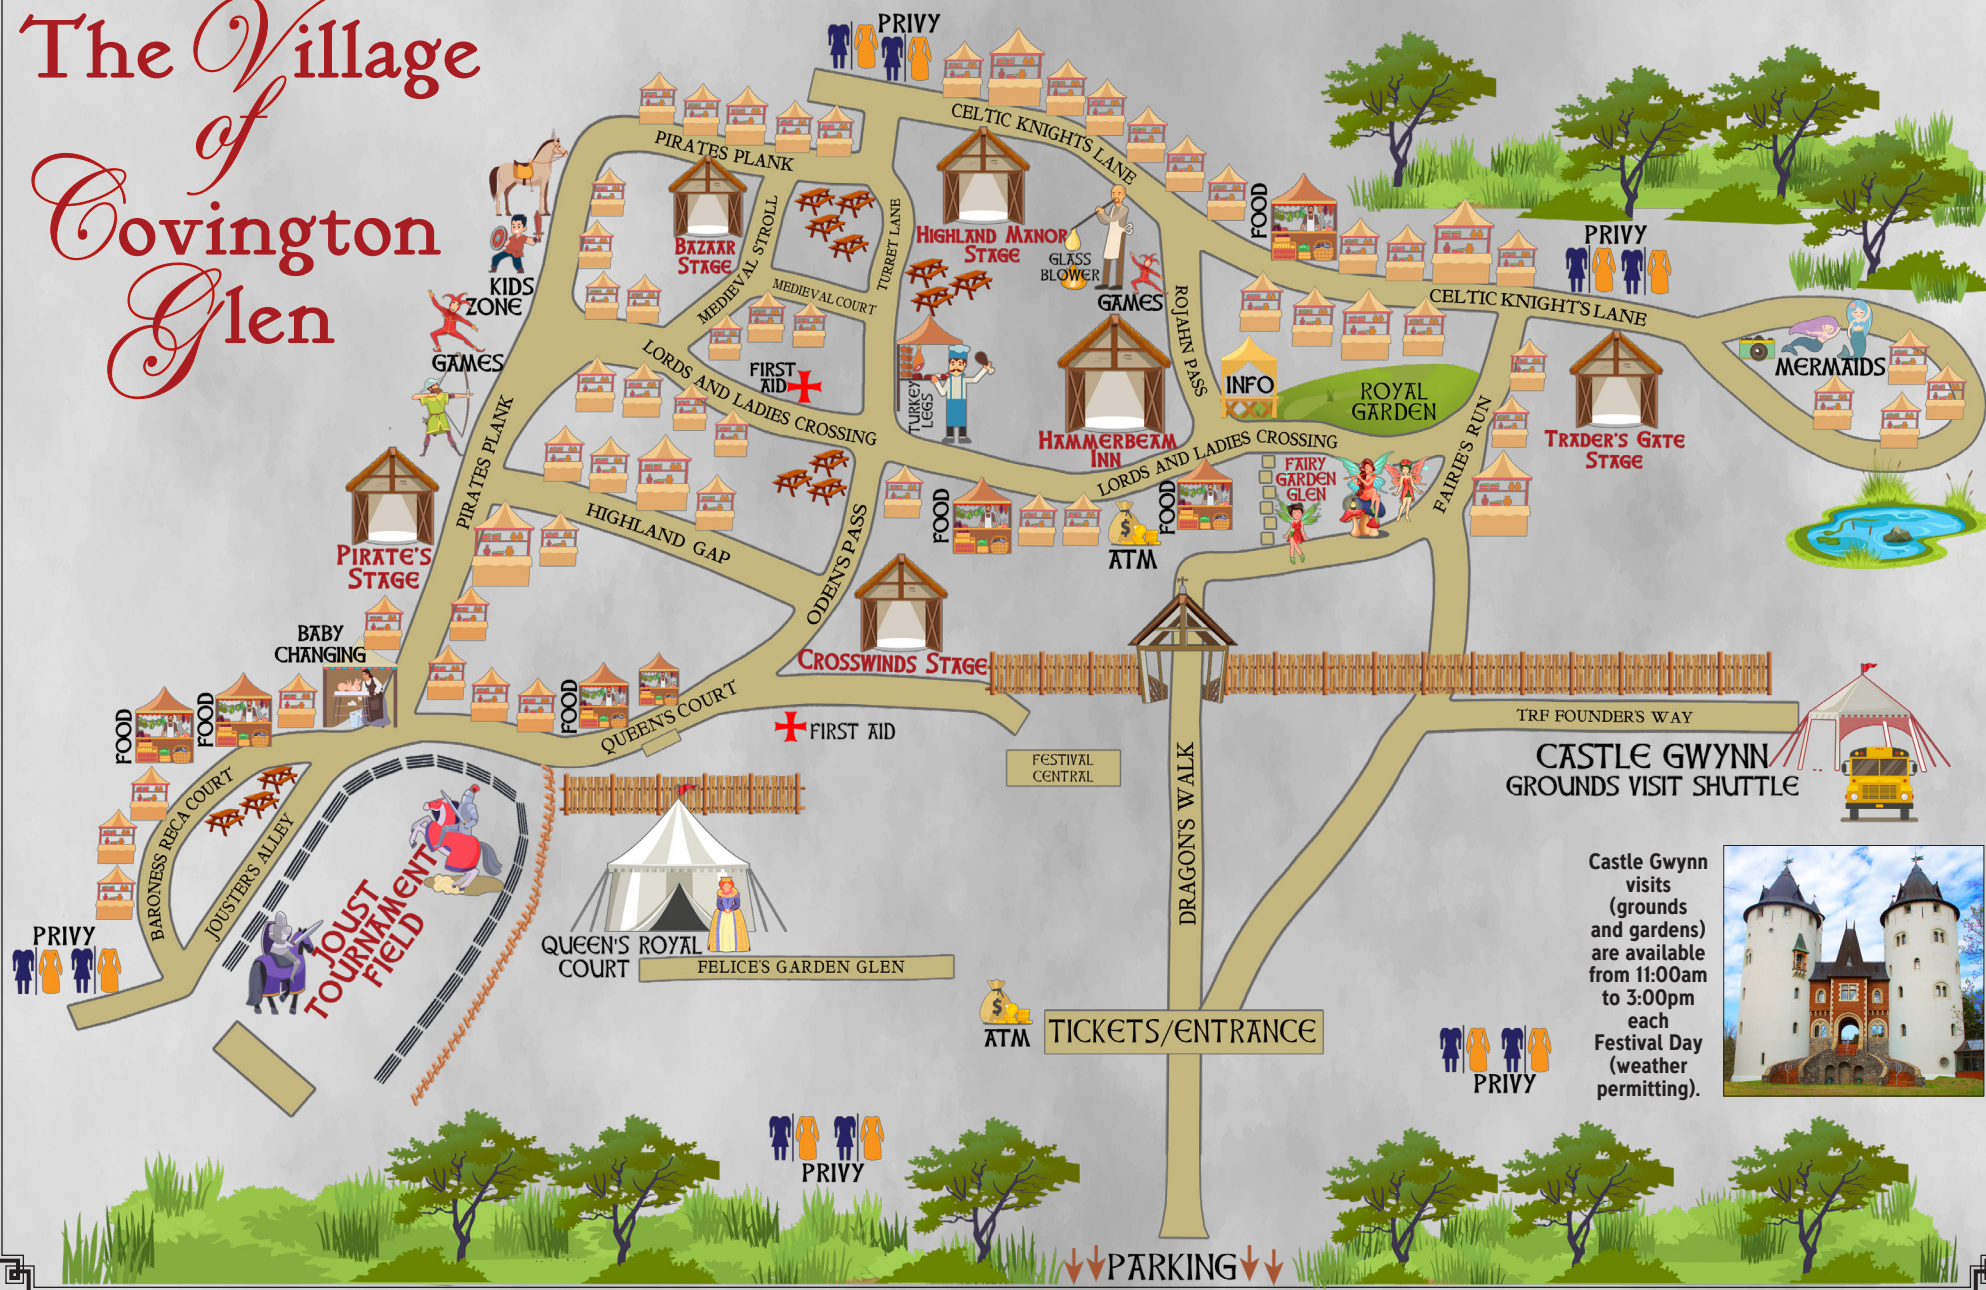 The Village
of
Covington
Glen
PRIVY
CELTIC KNIGHTS LANE
PIRATES PLANK
BAZAAR
STAGE
MEDIEVAL STROLL
TURRET LANE
MEDIEVAL COURT
HIGHLAND MANOR
STAGE
GLASS
BLOWER
GAMES
FOOD
PRIVY
CELTIC KNIGHT'S LANE
MERMAIDS
KIDS
ZONE
GAMES
LORDS AND LADIES CROSSING
FIRST
AID
TURKEY
LEGS
ROJAHN PASS
INFO
ROYAL
GARDEN
HAMMERBEAM
INN
LORDS AND LADIES CROSSING
FAIRIE'S RUN
TRADER'S GATE
STAGE
PIRATES PLANK
PIRATE'S
STAGE
HIGHLAND GAP
ODEN'S PASS
FOOD
ATM
FOOD
FAIRY
GARDEN
GLEN
CROSSWINDS STAGE
BABY
CHANGING
FOOD
FOOD
FOOD
QUEEN'S COURT
FIRST AID
FESTIVAL
CENTRAL
DRAGON'S WALK
TRF FOUNDER'S WAY
CASTLE GWYNN
GROUNDS VISIT SHUTTLE
BARONESS RECA COURT
JOUSTER'S ALLEY
JOUST
TOURNAMENT
FIELD
PRIVY
QUEEN'S ROYAL
COURT
FELICE'S GARDEN GLEN
ATM
TICKETS/ENTRANCE
PRIVY
Castle Gwynn
visits
(grounds
and gardens)
are available
from 11:00am
to 3:00pm
each
Festival Day
(weather
permitting).
PRIVY
PARKING